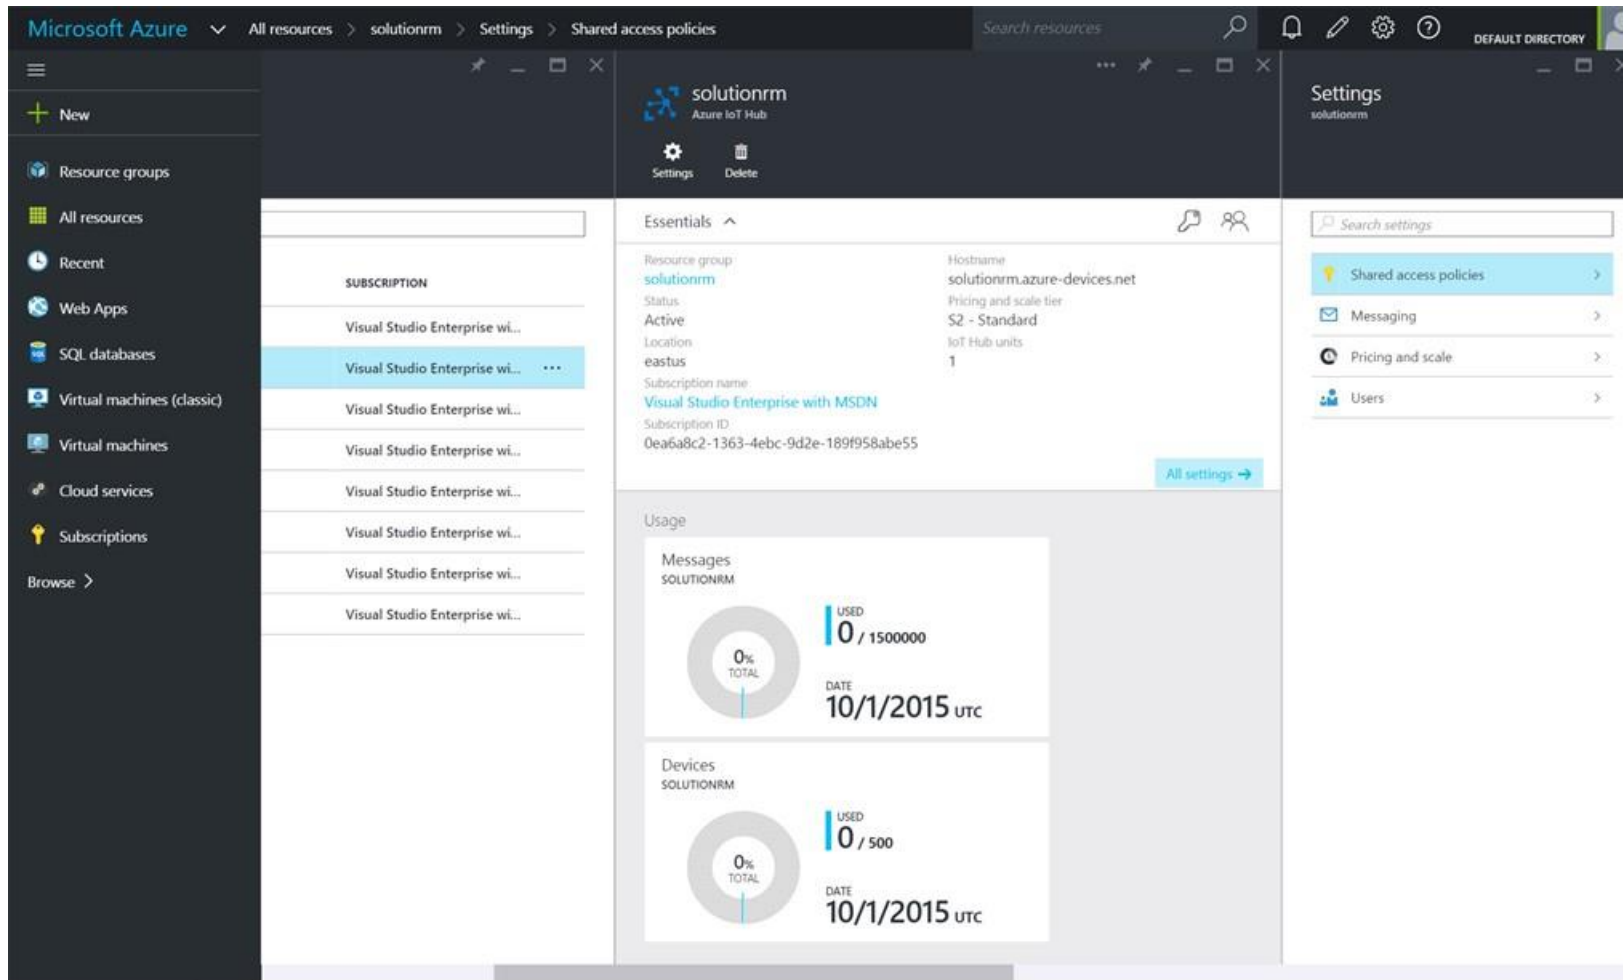 Microsoft Azure All resources > solutionrm > Settings > Shared access policies Search resources DEFAULT DIRECTORY
New
Resource groups
All resources
Recent
Web Apps
SQL databases
Virtual machines (classic)
Virtual machines
Cloud services
Subscriptions
Browse >
SUBSCRIPTION
Visual Studio Enterprise wi...
Visual Studio Enterprise wi... ...
Visual Studio Enterprise wi...
Visual Studio Enterprise wi...
Visual Studio Enterprise wi...
Visual Studio Enterprise wi...
Visual Studio Enterprise wi...
Visual Studio Enterprise wi...
solutionrm
Azure IoT Hub
Settings Delete
Essentials
Resource group
solutionrm
Status
Active
Location
eastus
Subscription name
Visual Studio Enterprise with MSDN
Subscription ID
0ea6a8c2-1363-4ebc-9d2e-189f958abe55
Hostname
solutionrm.azure-devices.net
Pricing and scale tier
S2 - Standard
IoT Hub units
1
All settings →
Usage
Messages
SOLUTIONRM
0% TOTAL
USED
0 / 1500000
DATE
10/1/2015 UTC
Devices
SOLUTIONRM
0% TOTAL
USED
0 / 500
DATE
10/1/2015 UTC
Settings
solutionrm
Search settings
Shared access policies
Messaging
Pricing and scale
Users